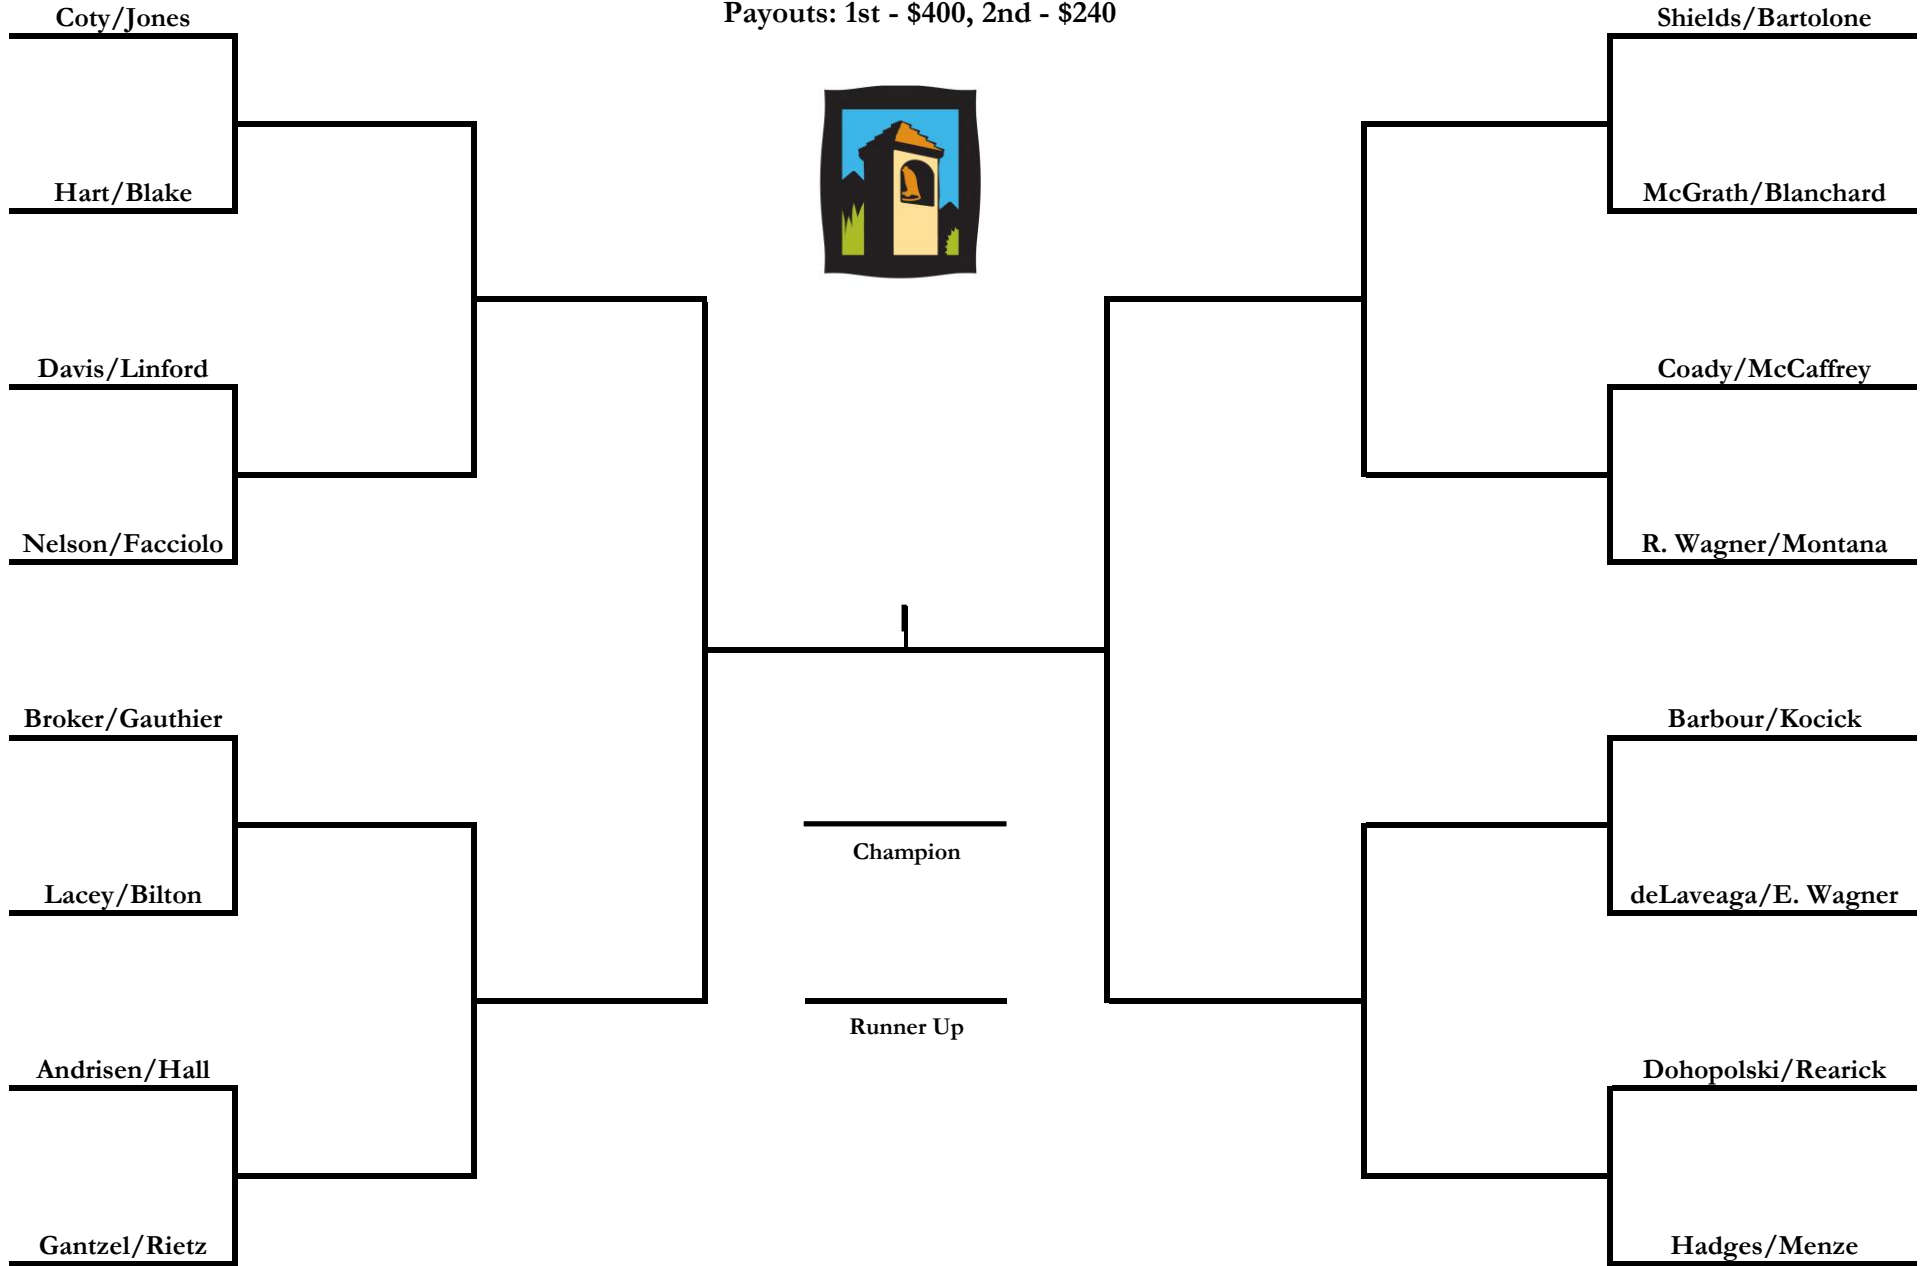 Payouts: 1st - $400, 2nd - $240
Coty/Jones
Hart/Blake
Davis/Linford
Nelson/Facciolo
Broker/Gauthier
Lacey/Bilton
Andrisen/Hall
Gantzel/Rietz
Champion
Runner Up
Shields/Bartolone
McGrath/Blanchard
Coady/McCaffrey
R. Wagner/Montana
Barbour/Kocick
deLaveaga/E. Wagner
Dohopolski/Rearick
Hadges/Menze